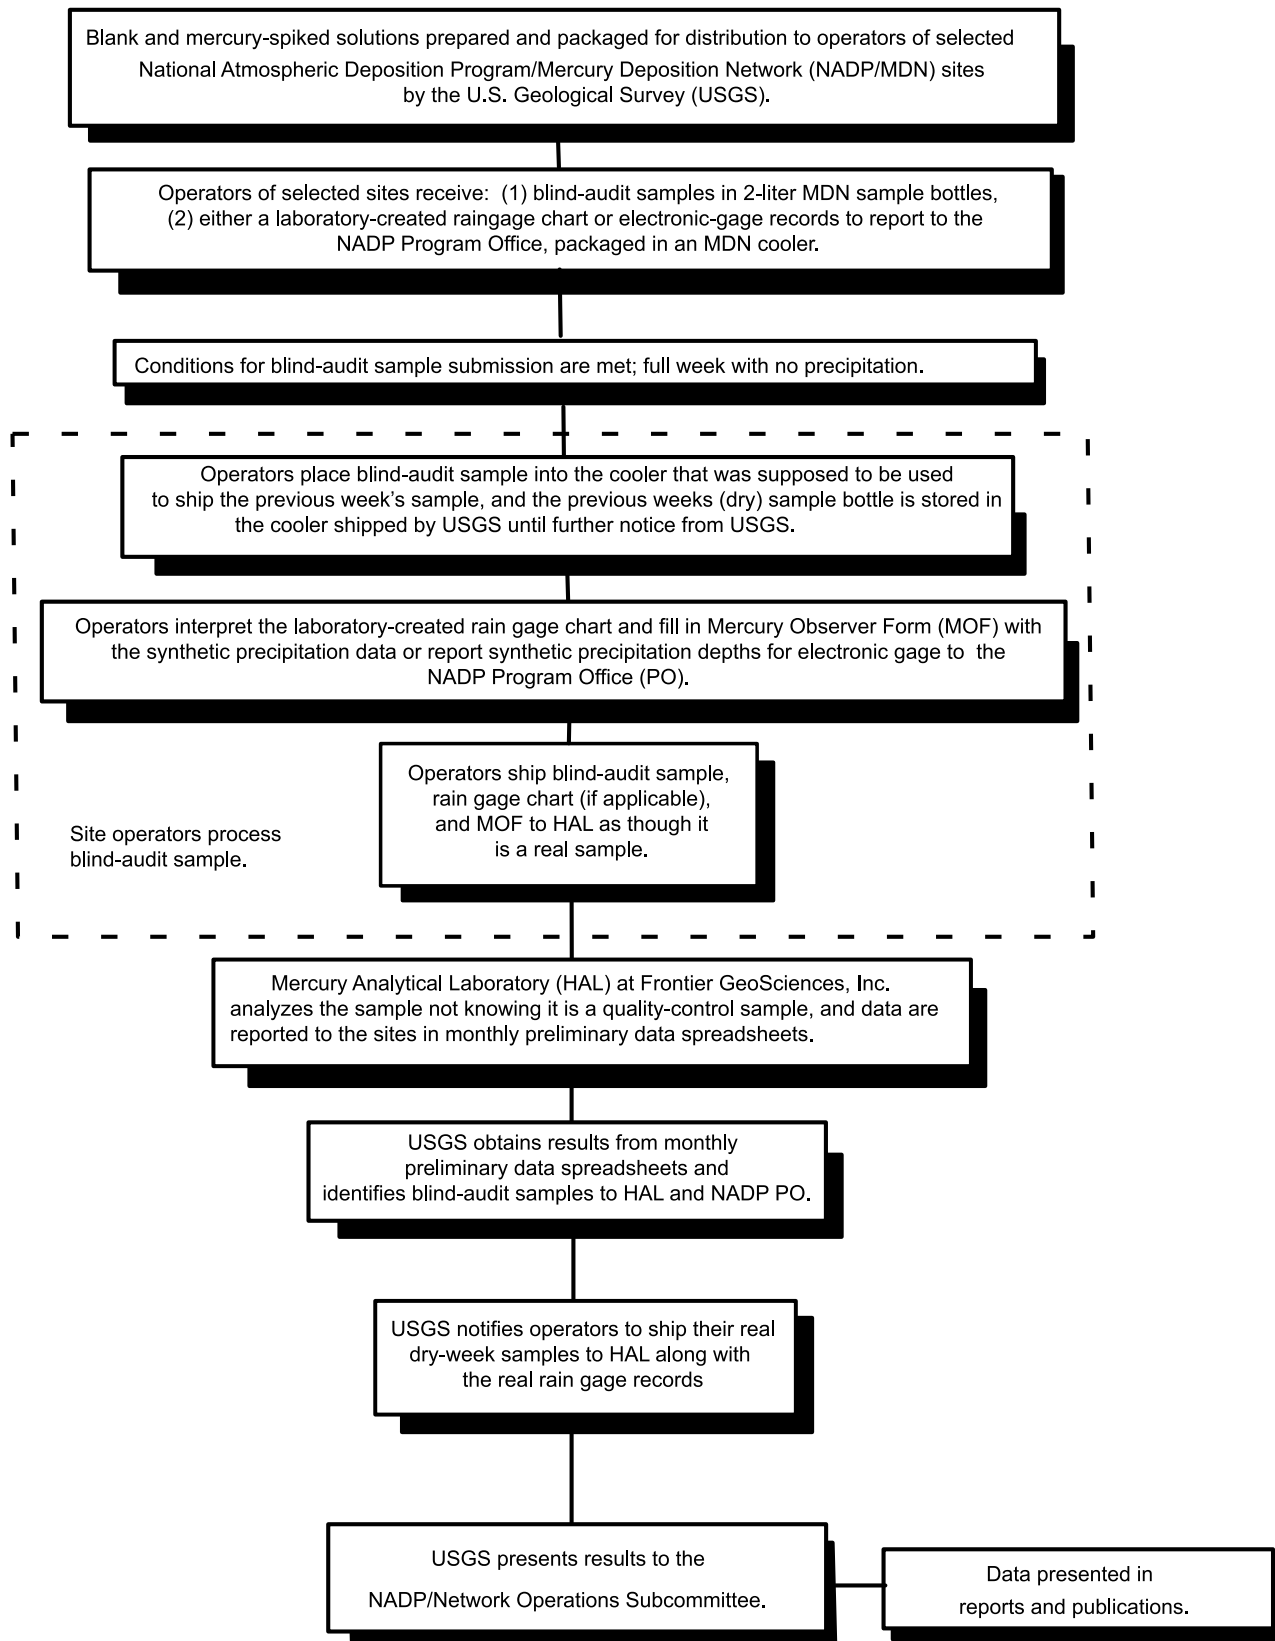 Blank and mercury-spiked solutions prepared and packaged for distribution to operators of selected
National Atmospheric Deposition Program/Mercury Deposition Network (NADP/MDN) sites
by the U.S. Geological Survey (USGS).
Operators of selected sites receive: (1) blind-audit samples in 2-liter MDN sample bottles,
(2) either a laboratory-created raingage chart or electronic-gage records to report to the
NADP Program Office, packaged in an MDN cooler.
Conditions for blind-audit sample submission are met; full week with no precipitation.
Operators place blind-audit sample into the cooler that was supposed to be used
to ship the previous week's sample, and the previous weeks (dry) sample bottle is stored in
the cooler shipped by USGS until further notice from USGS.
Operators interpret the laboratory-created rain gage chart and fill in Mercury Observer Form (MOF) with
the synthetic precipitation data or report synthetic precipitation depths for electronic gage to the
NADP Program Office (PO).
Operators ship blind-audit sample,
rain gage chart (if applicable),
and MOF to HAL as though it
is a real sample.
Site operators process
blind-audit sample.
Mercury Analytical Laboratory (HAL) at Frontier GeoSciences, Inc.
analyzes the sample not knowing it is a quality-control sample, and data are
reported to the sites in monthly preliminary data spreadsheets.
USGS obtains results from monthly
preliminary data spreadsheets and
identifies blind-audit samples to HAL and NADP PO.
USGS notifies operators to ship their real
dry-week samples to HAL along with
the real rain gage records
USGS presents results to the
NADP/Network Operations Subcommittee.
Data presented in
reports and publications.